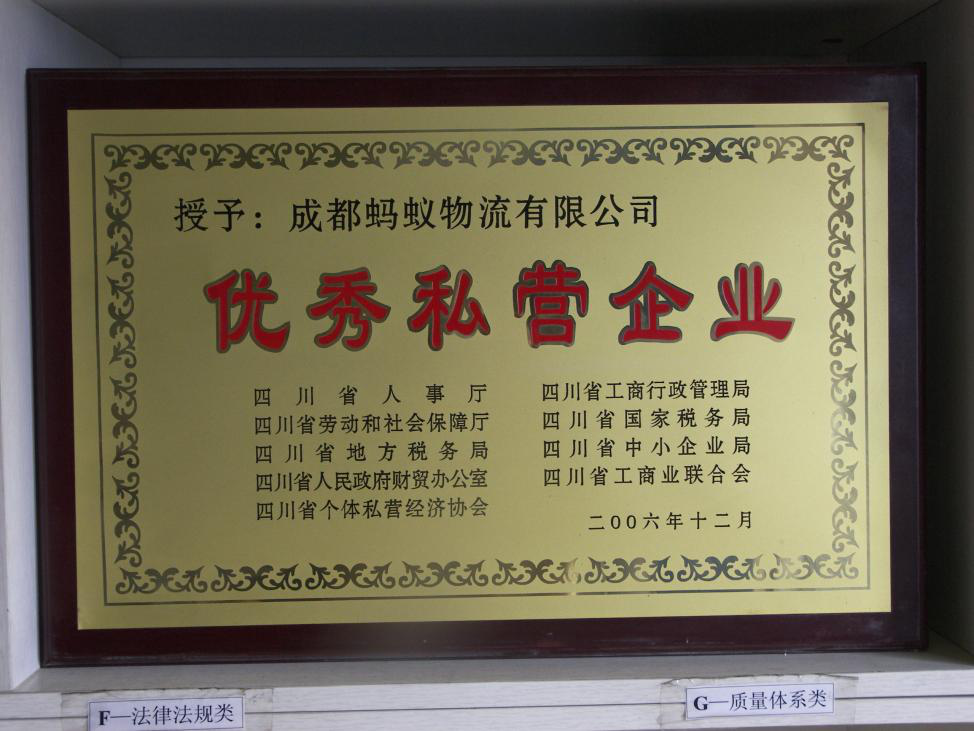 授予：成都蚂蚁物流有限公司
优秀私营企业
四川省人事厅
四川省劳动和社会保障厅
四川省地方税务局
四川省人民政府财贸办公室
四川省个体私营经济协会
四川省工商行政管理局
四川省国家税务局
四川省中小企业局
四川省工商业联合会
二00六年十二月
F—法律法规类
G—质量体系类